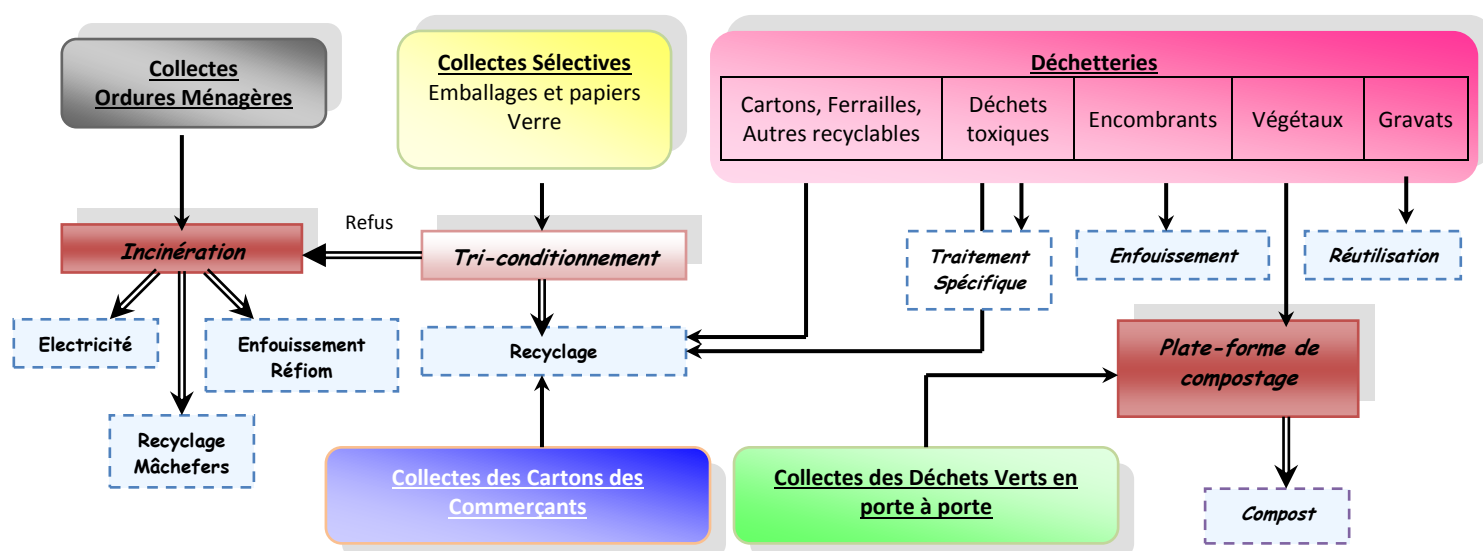 Collectes
Ordures Ménagères
Collectes Sélectives
Emballages et papiers
Verre
Déchetteries
Cartons, Ferrailles,
Autres recyclables
Déchets
toxiques
Encombrants
Végétaux
Gravats
Incinération
Refus
Tri-conditionnement
Traitement
Spécifique
Enfouissement
Réutilisation
Electricité
Enfouissement
Réfiom
Recyclage
Plate-forme de
compostage
Recyclage
Mâchefers
Collectes des Cartons des
Commerçants
Collectes des Déchets Verts en
porte à porte
Compost